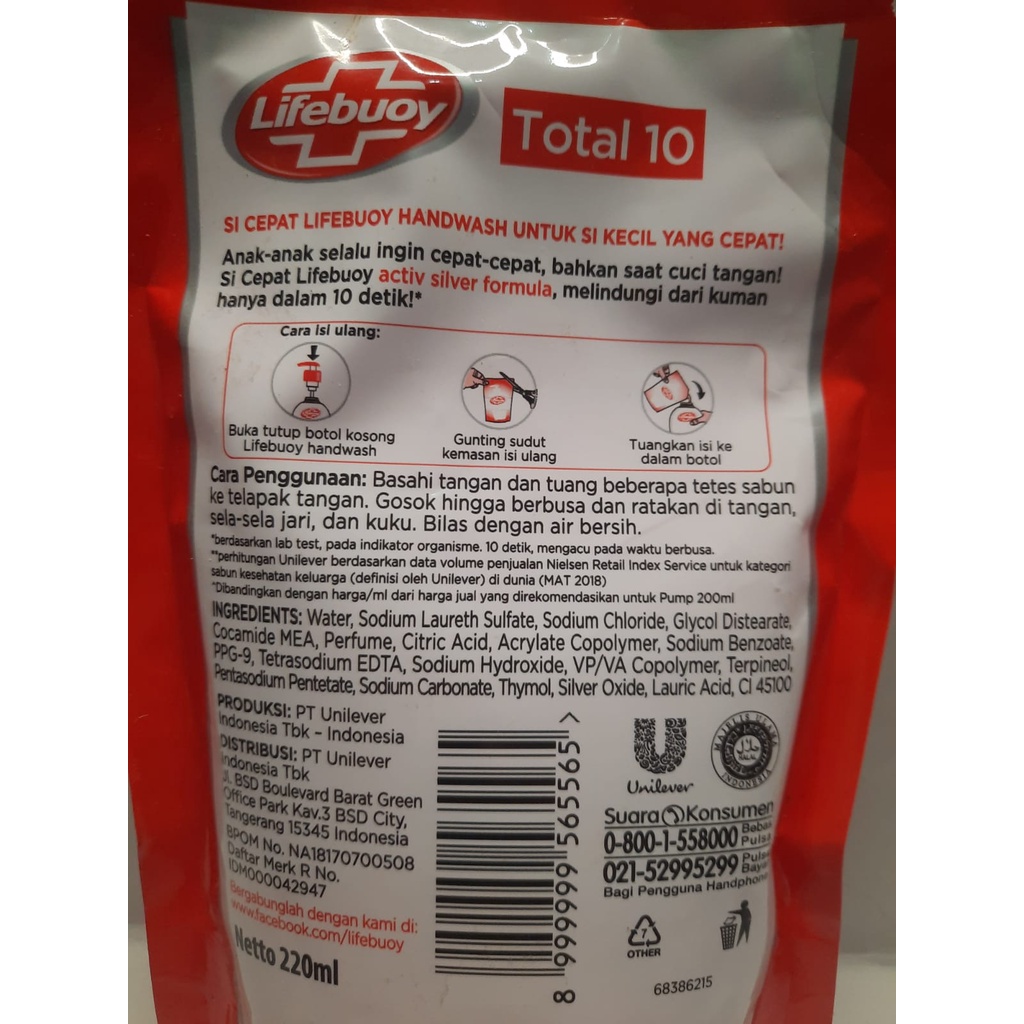 Lifebuoy
Total 10
SI CEPAT LIFEBUOY HANDWASH UNTUK SI KECIL YANG CEPAT!
Anak-anak selalu ingin cepat-cepat, bahkan saat cuci tangan!
Si Cepat Lifebuoy activ silver formula, melindungi dari kuman
hanya dalam 10 detik!*
Cara isi ulang:
Buka tutup botol kosong
Lifebuoy handwash
Gunting sudut
kemasan isi ulang
Tuangkan isi ke
dalam botol
Cara Penggunaan: Basahi tangan dan tuang beberapa tetes sabun
ke telapak tangan. Gosok hingga berbusa dan ratakan di tangan,
sela-sela jari, dan kuku. Bilas dengan air bersih.
*berdasarkan lab test, pada indikator organisme. 10 detik, mengacu pada waktu berbusa.
**perhitungan Unilever berdasarkan data volume penjualan Nielsen Retail Index Service untuk kategori
sabun kesehatan keluarga (definisi oleh Unilever) di dunia (MAT 2018)
^Dibandingkan dengan harga/ml dari harga jual yang direkomendasikan untuk Pump 200ml
INGREDIENTS: Water, Sodium Laureth Sulfate, Sodium Chloride, Glycol Distearate,
Cocamide MEA, Perfume, Citric Acid, Acrylate Copolymer, Sodium Benzoate,
PPG-9, Tetrasodium EDTA, Sodium Hydroxide, VP/VA Copolymer, Terpineol,
Pentasodium Pentetate, Sodium Carbonate, Thymol, Silver Oxide, Lauric Acid, CI 45100
PRODUKSI: PT Unilever
Indonesia Tbk - Indonesia
DISTRIBUSI: PT Unilever
Indonesia Tbk
Jl. BSD Boulevard Barat Green
Office Park Kav.3 BSD City,
Tangerang 15345 Indonesia
BPOM No. NA18170700508
Daftar Merk R No.
IDM000042947
Bergabunglah dengan kami di:
www.facebook.com/lifebuoy
Netto 220ml
8 999999 565565 >
Unilever
MAJELIS ULAMA
حلال
HALAL
Suara Konsumen
0-800-1-558000 Bebas
Pulsa
021-52995299 Pulsa
Bayar
Bagi Pengguna Handphone
7
OTHER
68386215